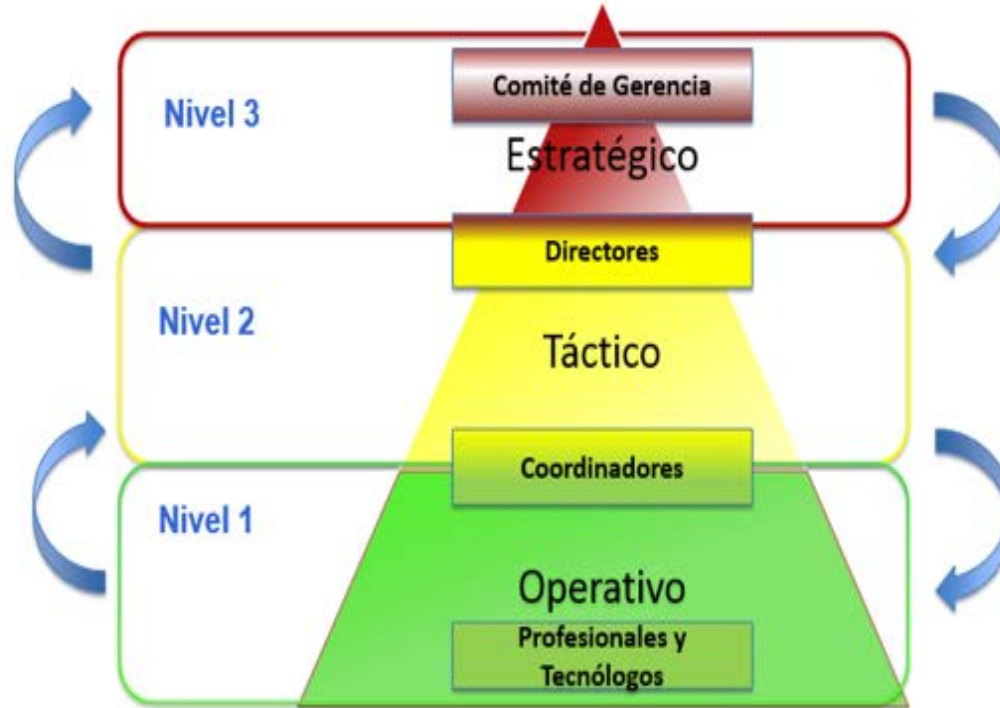 Comité de Gerencia
Nivel 3
Estratégico
Directores
Nivel 2
Táctico
Coordinadores
Nivel 1
Operativo
Profesionales y
Tecnólogos